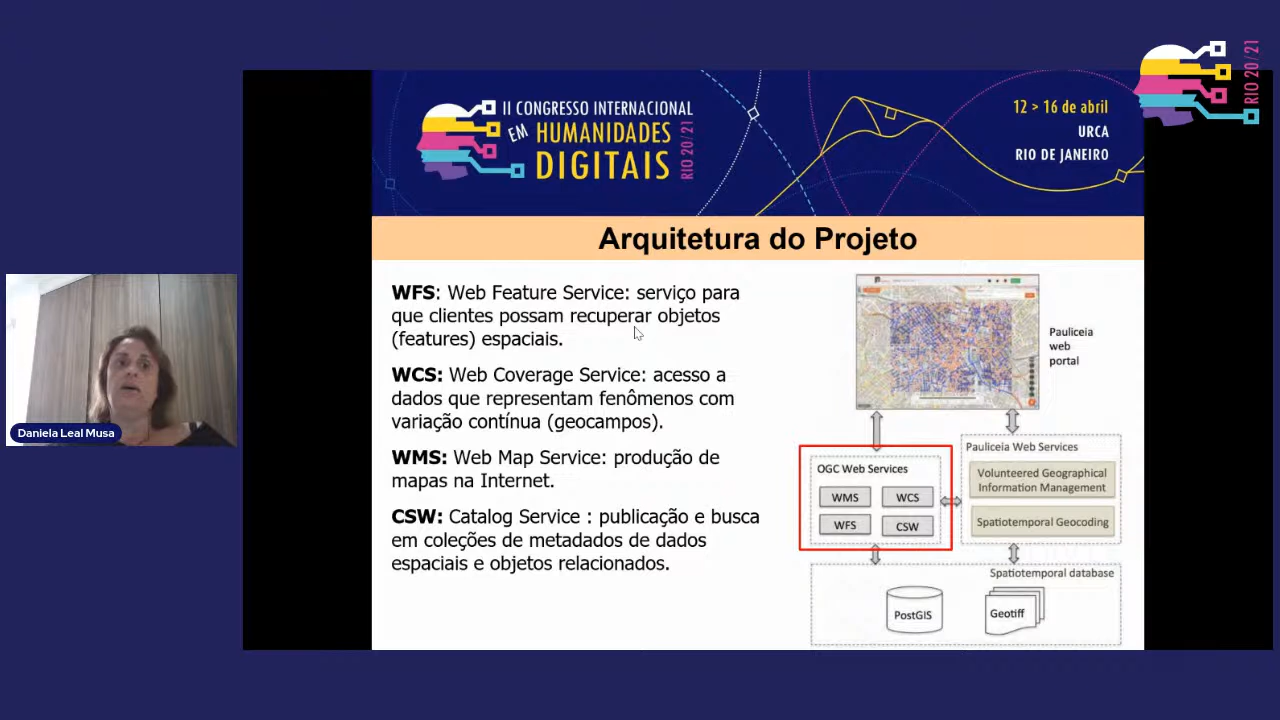 II CONGRESSO INTERNACIONAL
EM HUMANIDADES
DIGITAIS
RIO 20/21
12 > 16 de abril
URCA
RIO DE JANEIRO
RIO 20/21
Arquitetura do Projeto
WFS: Web Feature Service: serviço para
que clientes possam recuperar objetos
(features) espaciais.
WCS: Web Coverage Service: acesso a
dados que representam fenômenos com
variação contínua (geocampos).
WMS: Web Map Service: produção de
mapas na Internet.
CSW: Catalog Service : publicação e busca
em coleções de metadados de dados
espaciais e objetos relacionados.
Pauliceia
web
portal
OGC Web Services
WMS
WCS
WFS
CSW
Pauliceia Web Services
Volunteered Geographical
Information Management
Spatiotemporal Geocoding
Spatiotemporal database
PostGIS
Geotiff
Daniela Leal Musa